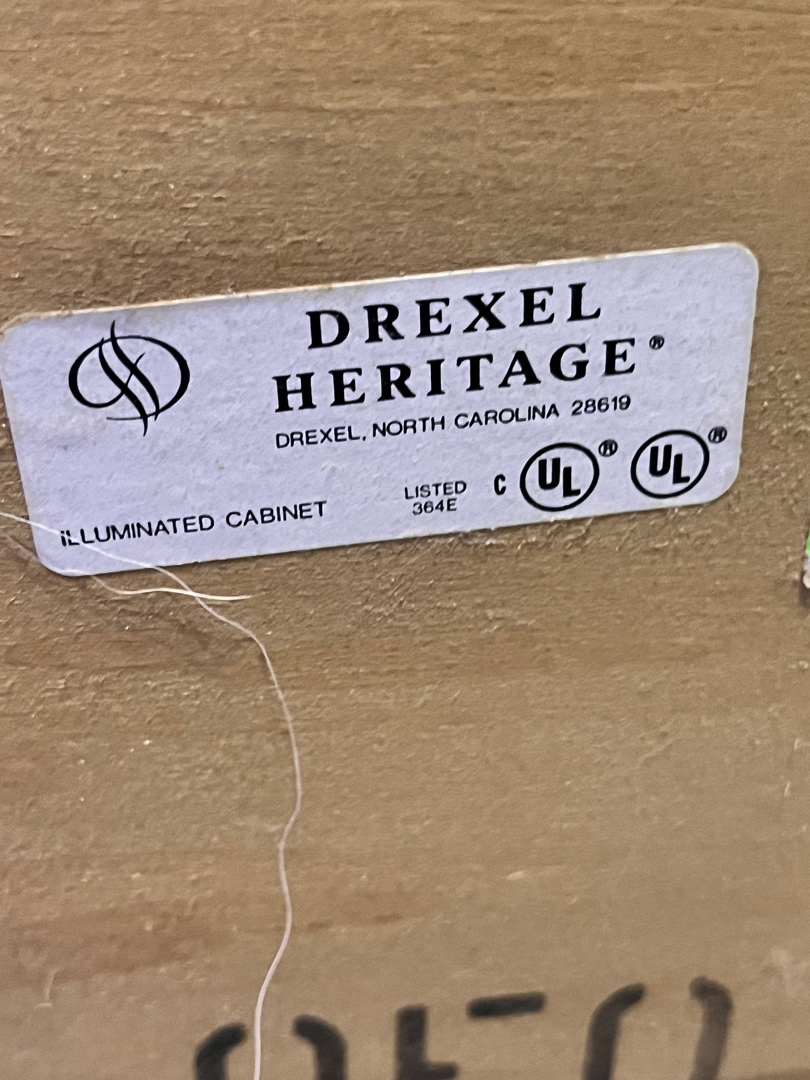 DREXEL
HERITAGE®
DREXEL, NORTH CAROLINA 28619
ILLUMINATED CABINET
LISTED
364E
C UL® UL®